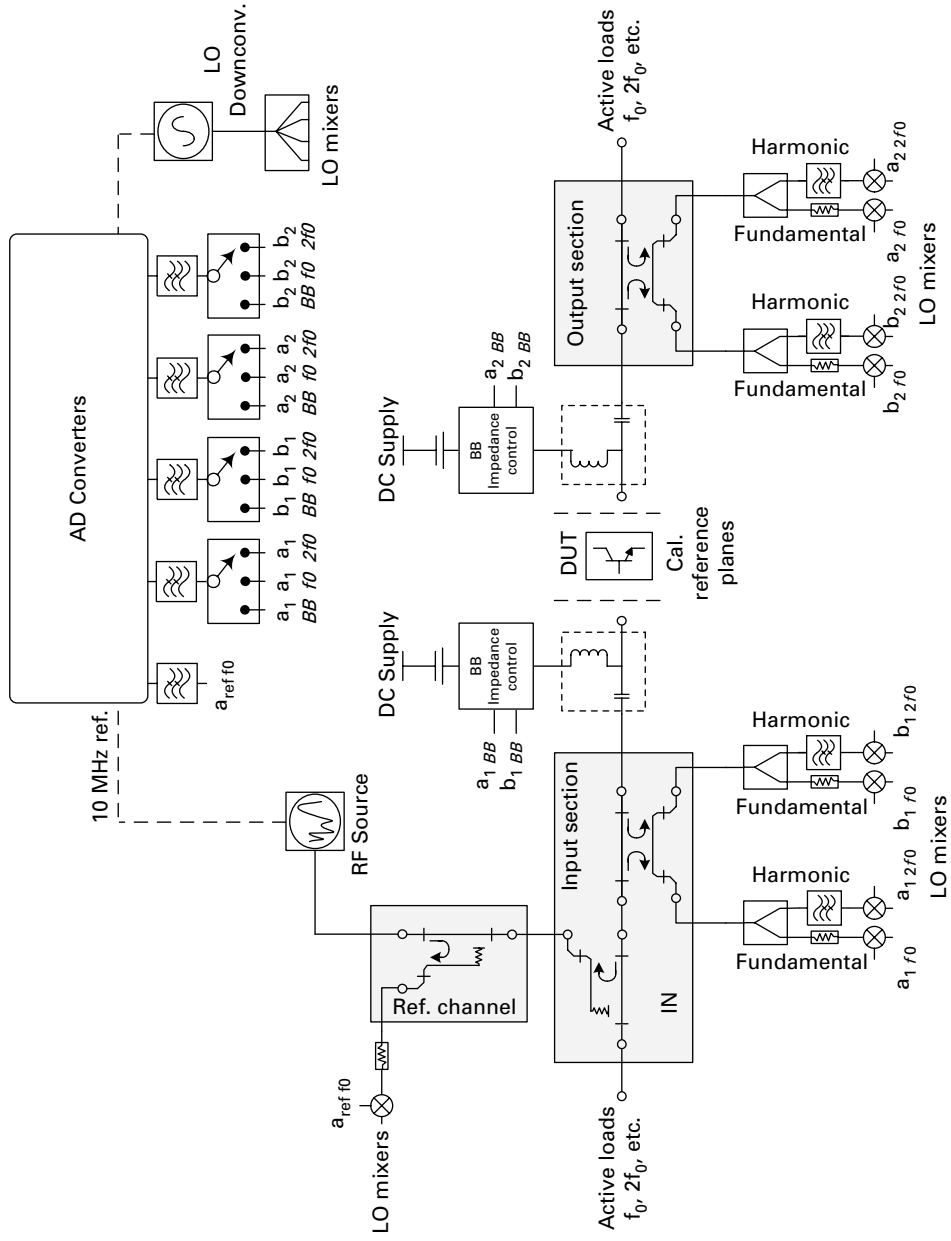 AD Converters
10 MHz ref.
LO
Downconv.
LO mixers
a_ref f0
a1 a1 a1
BB f0 2f0
b1 b1 b1
BB f0 2f0
a2 a2 a2
BB f0 2f0
b2 b2 b2
BB f0 2f0
RF Source
Ref. channel
a_ref f0
LO mixers
DC Supply
BB
Impedance
control
a1 BB
b1 BB
DC Supply
BB
Impedance
control
a2 BB
b2 BB
Active loads
f0, 2f0, etc.
Input section
IN
DUT
Cal.
reference
planes
Output section
Active loads
f0, 2f0, etc.
Fundamental
Harmonic
a1 f0
a1 2f0
Fundamental
Harmonic
b1 f0
b1 2f0
LO mixers
Fundamental
Harmonic
b2 f0
b2 2f0
Fundamental
Harmonic
a2 f0
a2 2f0
LO mixers